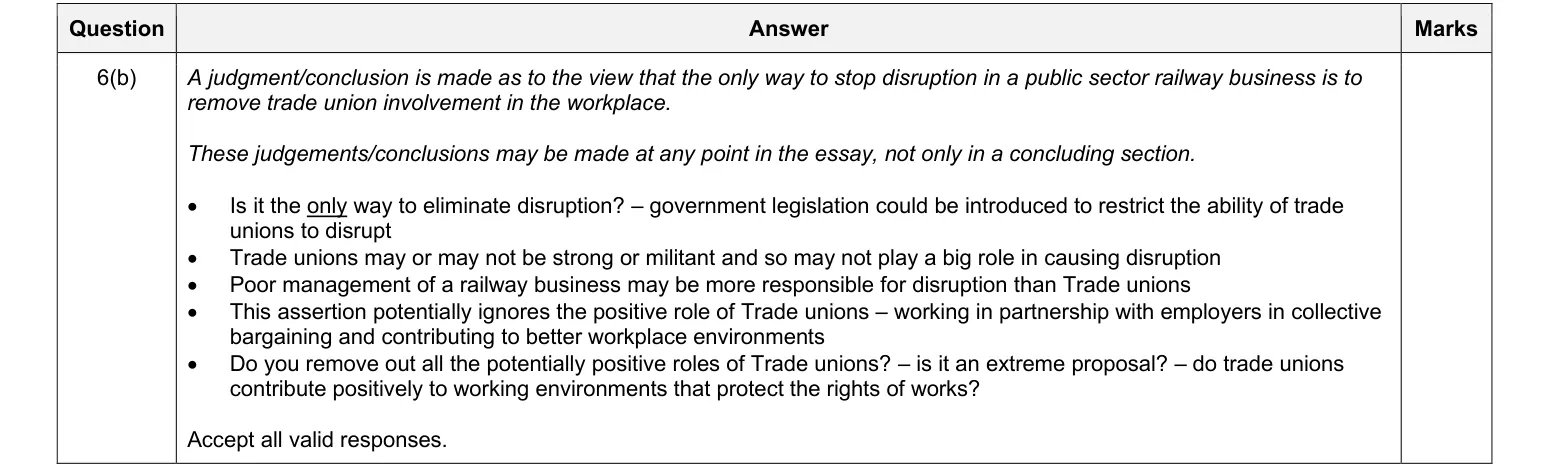 Question Answer Marks
6(b) A judgment/conclusion is made as to the view that the only way to stop disruption in a public sector railway business is to
remove trade union involvement in the workplace.
These judgements/conclusions may be made at any point in the essay, not only in a concluding section.
• Is it the only way to eliminate disruption? – government legislation could be introduced to restrict the ability of trade
unions to disrupt
• Trade unions may or may not be strong or militant and so may not play a big role in causing disruption
• Poor management of a railway business may be more responsible for disruption than Trade unions
• This assertion potentially ignores the positive role of Trade unions – working in partnership with employers in collective
bargaining and contributing to better workplace environments
• Do you remove out all the potentially positive roles of Trade unions? – is it an extreme proposal? – do trade unions
contribute positively to working environments that protect the rights of works?
Accept all valid responses.